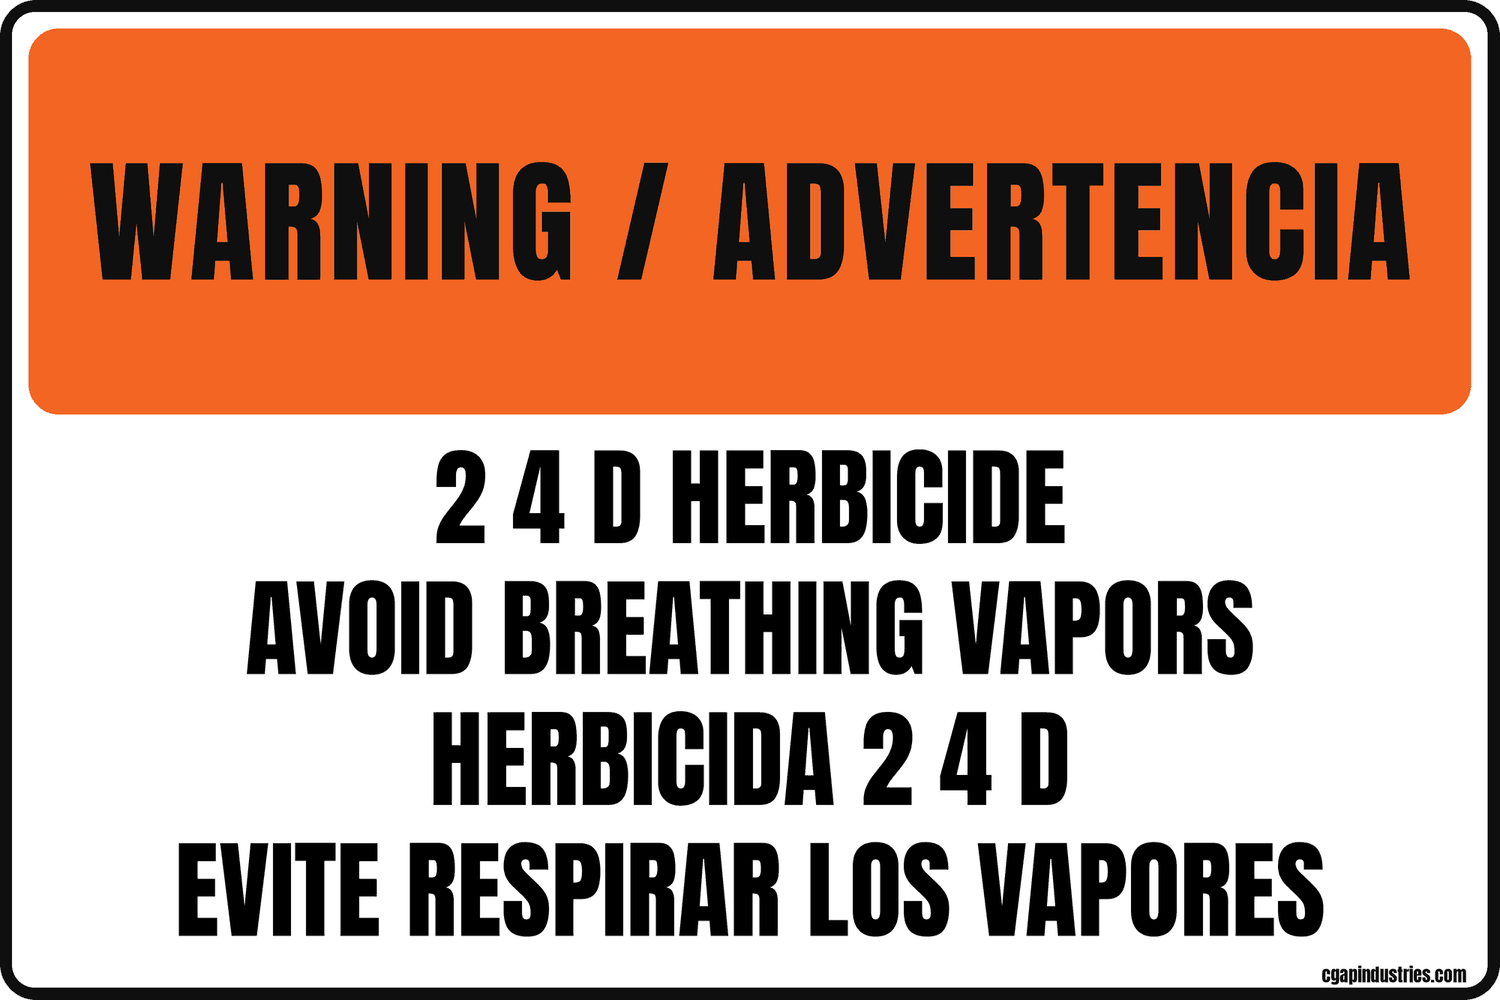 WARNING / ADVERTENCIA
2 4 D HERBICIDE
AVOID BREATHING VAPORS
HERBICIDA 2 4 D
EVITE RESPIRAR LOS VAPORES
cgapindustries.com